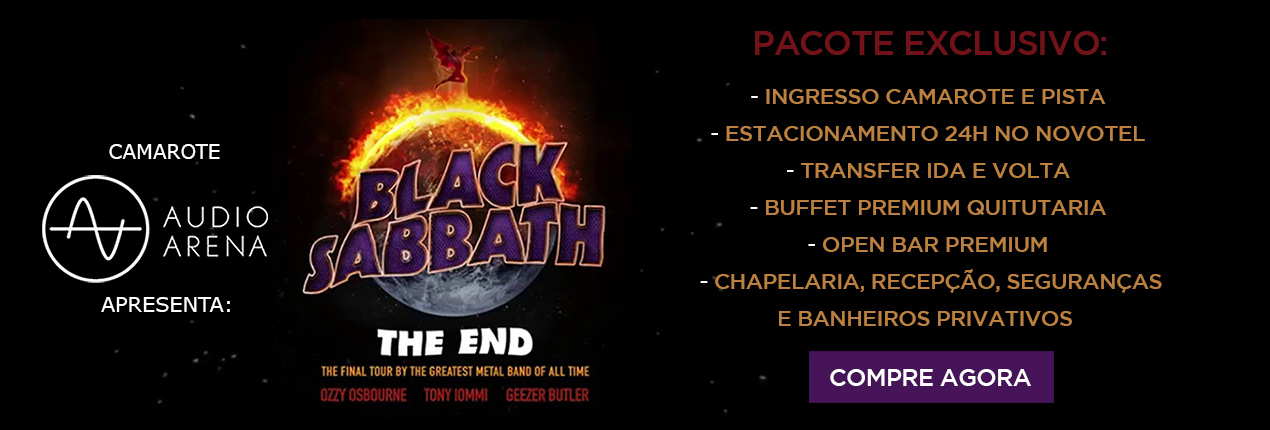 CAMAROTE
AUDIO
ARENA
APRESENTA:
BLACK
SABBATH
THE END
THE FINAL TOUR BY THE GREATEST METAL BAND OF ALL TIME
OZZY OSBOURNE TONY IOMMI GEEZER BUTLER
PACOTE EXCLUSIVO:
- INGRESSO CAMAROTE E PISTA
- ESTACIONAMENTO 24H NO NOVOTEL
- TRANSFER IDA E VOLTA
- BUFFET PREMIUM QUITUTARIA
- OPEN BAR PREMIUM
- CHAPELARIA, RECEPÇÃO, SEGURANÇAS
E BANHEIROS PRIVATIVOS
COMPRE AGORA